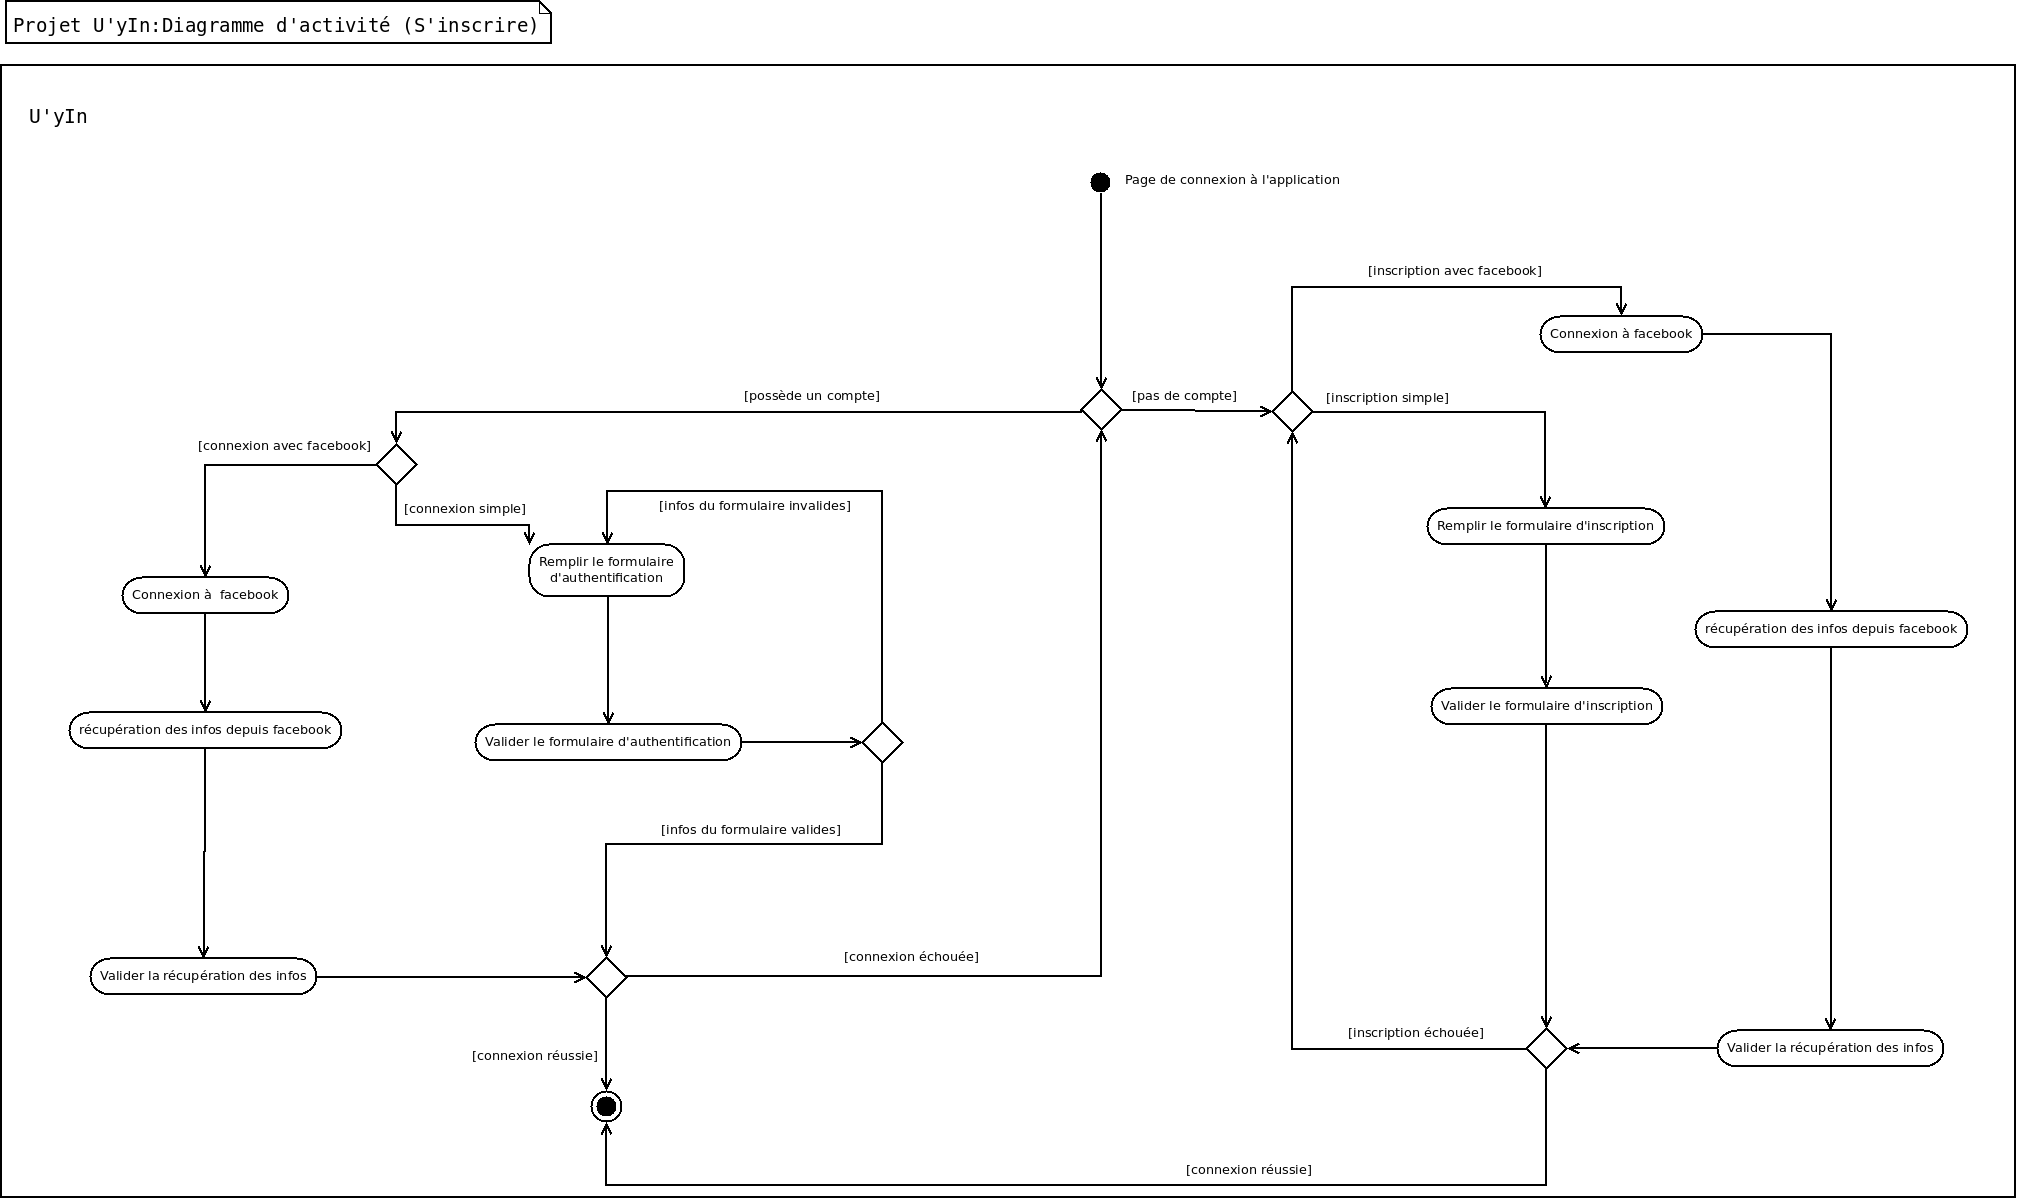 Projet U'yIn:Diagramme d'activité (S'inscrire)
U'yIn
Page de connexion à l'application
[inscription avec facebook]
Connexion à facebook
[possède un compte]
[pas de compte]
[inscription simple]
[connexion avec facebook]
[connexion simple]
[infos du formulaire invalides]
Remplir le formulaire d'inscription
Remplir le formulaire
d'authentification
Connexion à  facebook
récupération des infos depuis facebook
Valider le formulaire d'inscription
récupération des infos depuis facebook
Valider le formulaire d'authentification
[infos du formulaire valides]
[connexion échouée]
Valider la récupération des infos
[inscription échouée]
Valider la récupération des infos
[connexion réussie]
[connexion réussie]